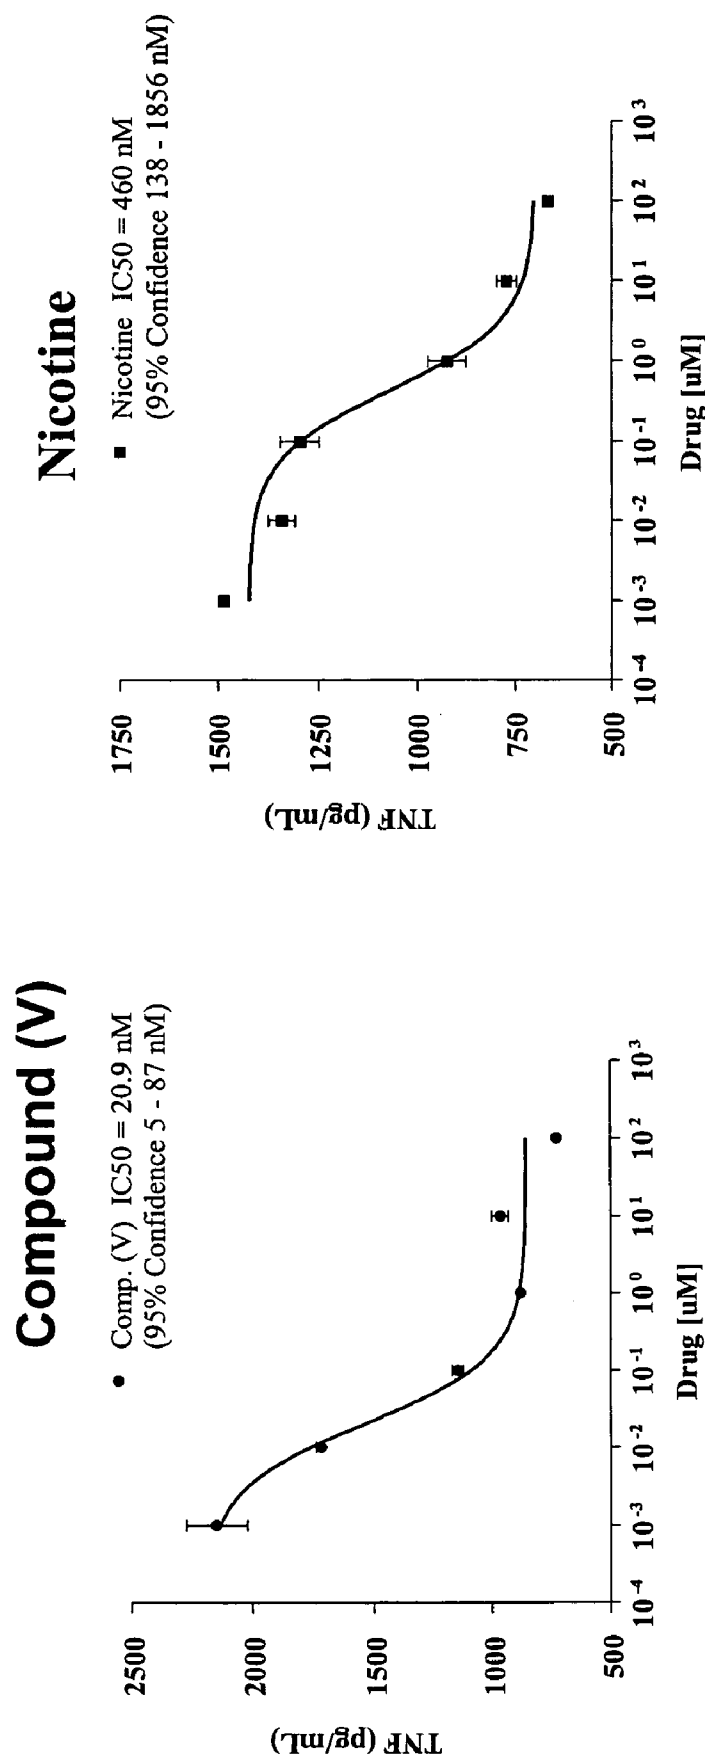 Compound (V)
Comp. (V) IC50 = 20.9 nM
(95% Confidence 5 - 87 nM)
2500
2000
1500
1000
500
TNF (pg/mL)
10-4 10-3 10-2 10-1 100 101 102 103
Drug [uM]
Nicotine
Nicotine IC50 = 460 nM
(95% Confidence 138 - 1856 nM)
1750
1500
1250
1000
750
500
TNF (pg/mL)
10-4 10-3 10-2 10-1 100 101 102 103
Drug [uM]